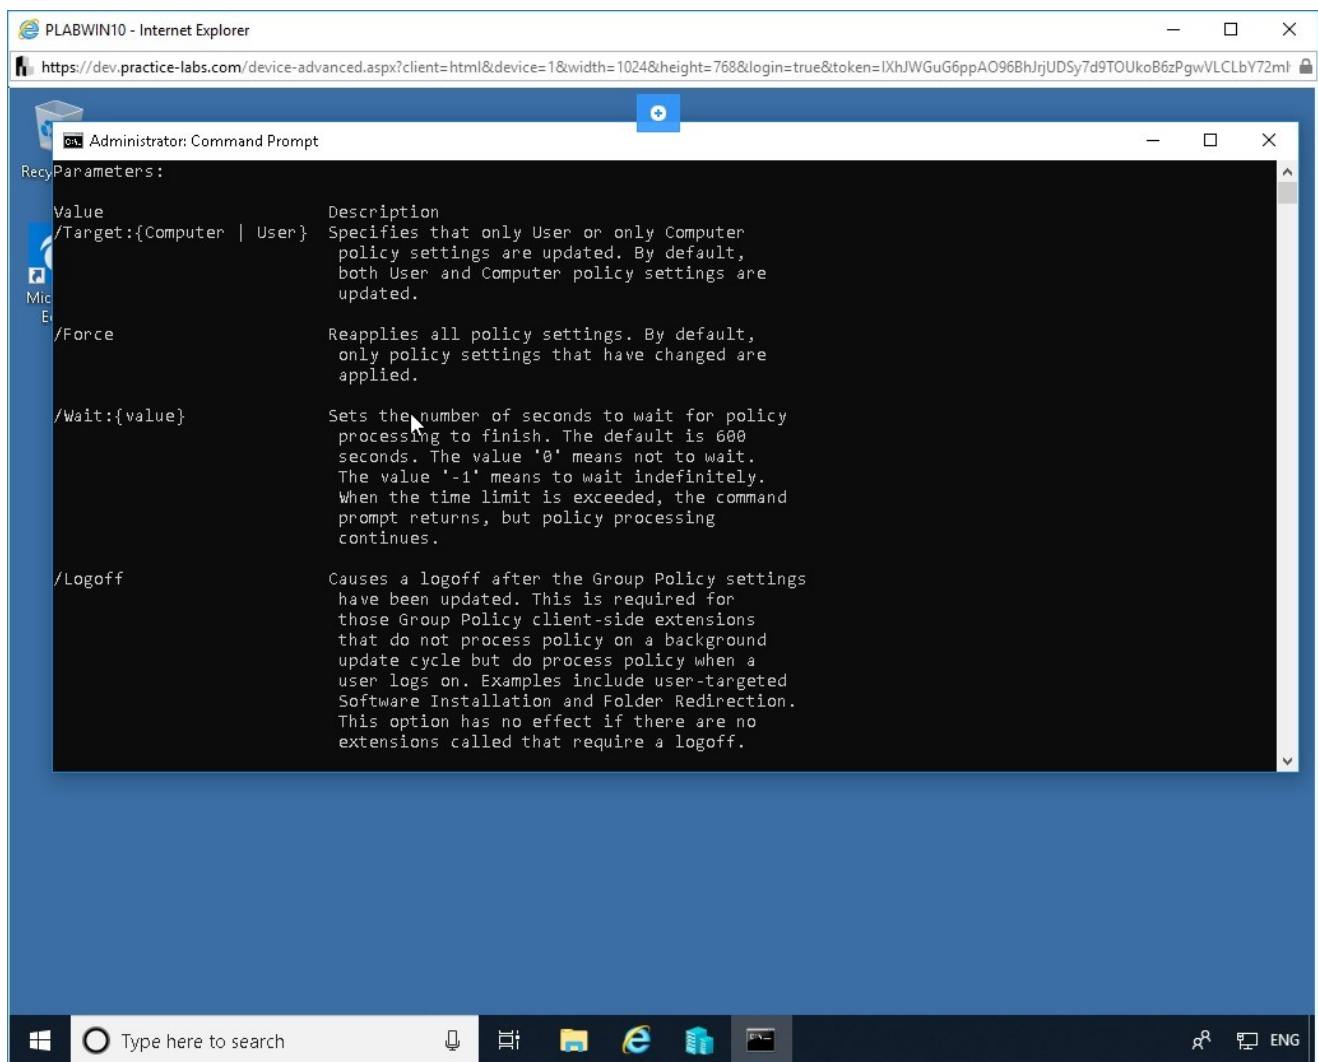 PLABWIN10 - Internet Explorer
https://dev.practice-labs.com/device-advanced.aspx?client=html&device=1&width=1024&height=768&login=true&token=IXhJWGuG6ppAO96BhJrjUDSy7d9TOUkoB6zPgwVLCLbY72ml
Administrator: Command Prompt
Recy
Parameters:
Value Description
/Target:{Computer | User} Specifies that only User or only Computer
policy settings are updated. By default,
both User and Computer policy settings are
updated.
Mic
E
/Force Reapplies all policy settings. By default,
only policy settings that have changed are
applied.
/Wait:{value} Sets the number of seconds to wait for policy
processing to finish. The default is 600
seconds. The value '0' means not to wait.
The value '-1' means to wait indefinitely.
When the time limit is exceeded, the command
prompt returns, but policy processing
continues.
/Logoff Causes a logoff after the Group Policy settings
have been updated. This is required for
those Group Policy client-side extensions
that do not process policy on a background
update cycle but do process policy when a
user logs on. Examples include user-targeted
Software Installation and Folder Redirection.
This option has no effect if there are no
extensions called that require a logoff.
Type here to search
ENG